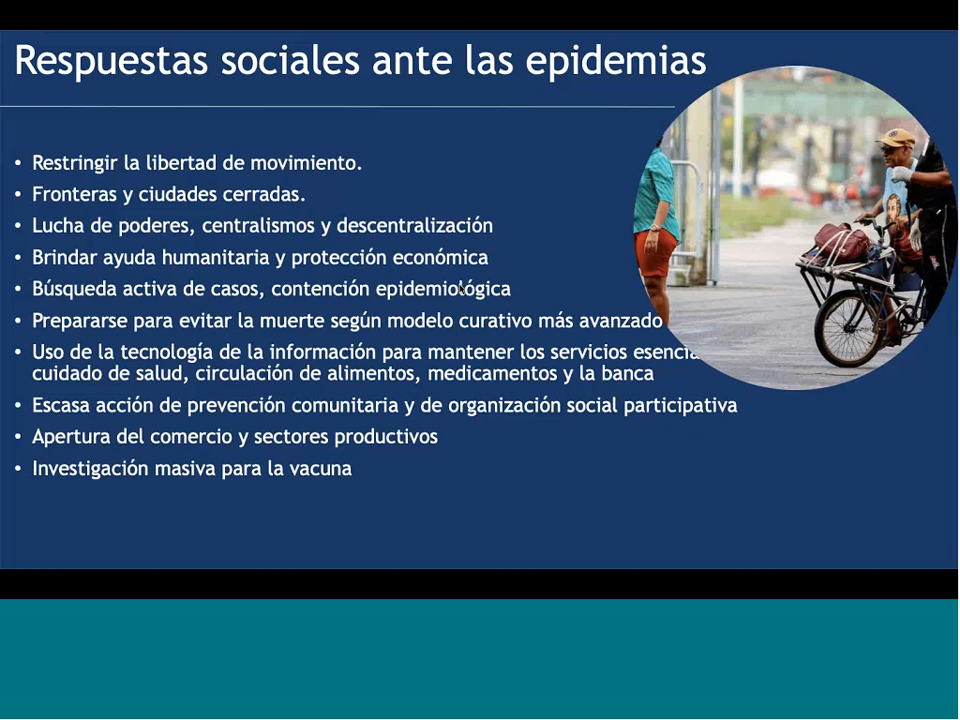 Respuestas sociales ante las epidemias
• Restringir la libertad de movimiento.
• Fronteras y ciudades cerradas.
• Lucha de poderes, centralismos y descentralización
• Brindar ayuda humanitaria y protección económica
• Búsqueda activa de casos, contención epidemiológica
• Prepararse para evitar la muerte según modelo curativo más avanzado
• Uso de la tecnología de la información para mantener los servicios
cuidado de salud, circulación de alimentos, medicamentos y la banca
• Escasa acción de prevención comunitaria y de organización social participativa
• Apertura del comercio y sectores productivos
• Investigación masiva para la vacuna